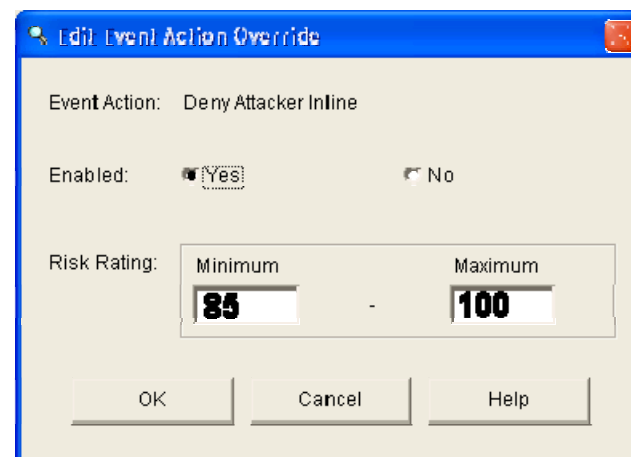 Edit Event Action Override
Event Action: Deny Attacker Inline
Enabled: Yes No
Risk Rating: Minimum Maximum
85 - 100
OK Cancel Help